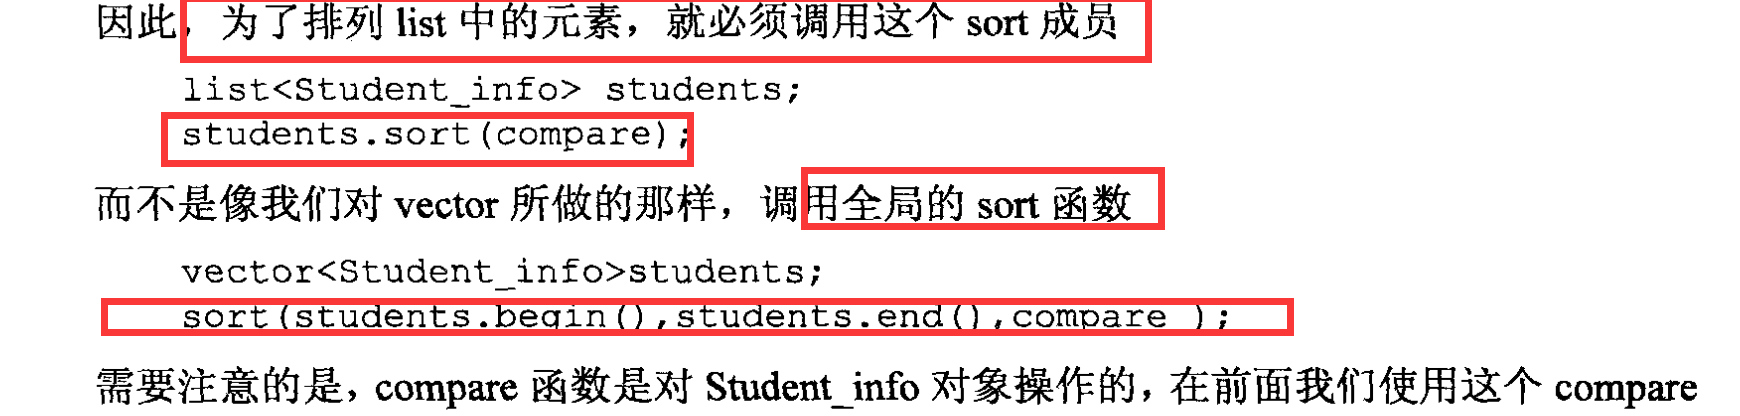 因此，为了排列 list 中的元素，就必须调用这个 sort 成员
list<Student_info> students;
students.sort(compare);
而不是像我们对 vector 所做的那样，调用全局的 sort 函数
vector<Student_info>students;
sort(students.begin(),students.end(),compare );
需要注意的是，compare 函数是对 Student_info 对象操作的，在前面我们使用这个 compare